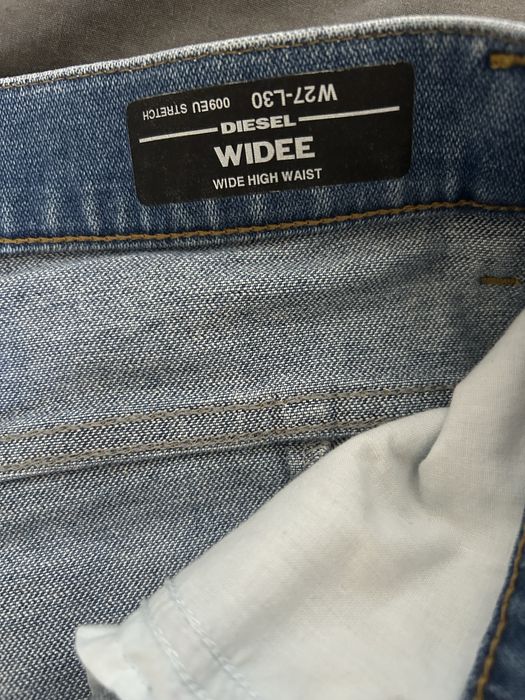 W27-L30 009EU STRETCH
DIESEL
WIDEE
WIDE HIGH WAIST